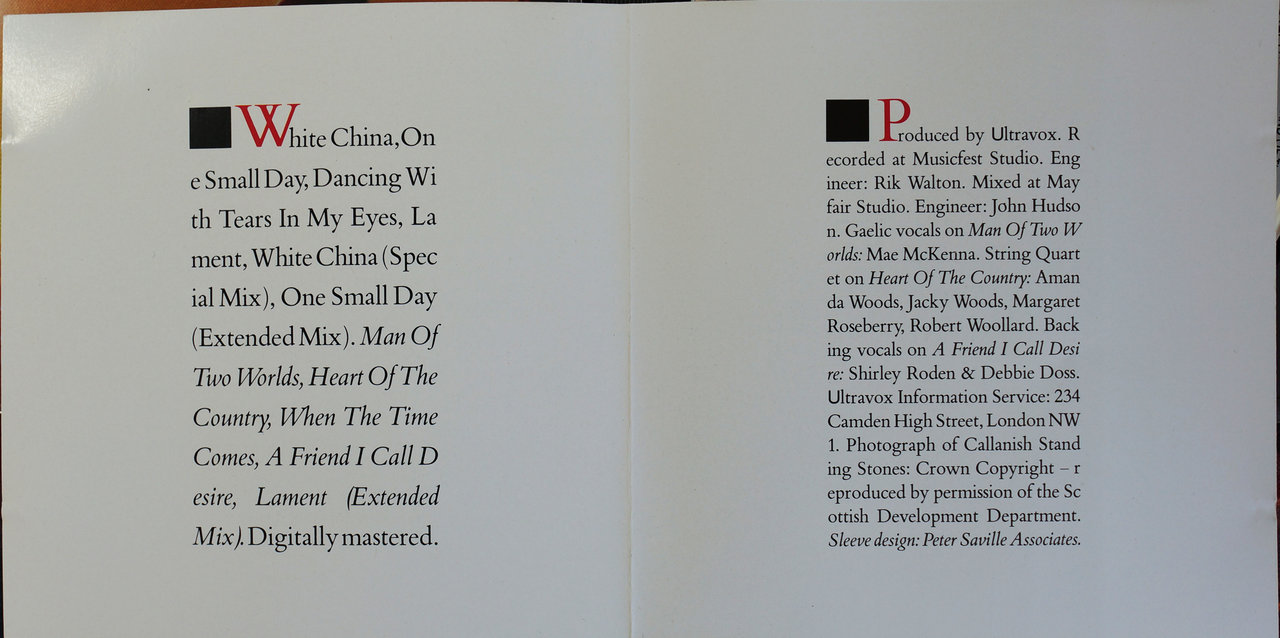 White China, On
e Small Day, Dancing Wi
th Tears In My Eyes, La
ment, White China (Spec
ial Mix), One Small Day
(Extended Mix). Man Of
Two Worlds, Heart Of The
Country, When The Time
Comes, A Friend I Call D
esire, Lament (Extended
Mix). Digitally mastered.
Produced by Ultravox. R
ecorded at Musicfest Studio. Eng
ineer: Rik Walton. Mixed at May
fair Studio. Engineer: John Hudso
n. Gaelic vocals on Man Of Two W
orlds: Mae McKenna. String Quart
et on Heart Of The Country: Aman
da Woods, Jacky Woods, Margaret
Roseberry, Robert Woollard. Back
ing vocals on A Friend I Call Desi
re: Shirley Roden & Debbie Doss.
Ultravox Information Service: 234
Camden High Street, London NW
1. Photograph of Callanish Stand
ing Stones: Crown Copyright – r
eproduced by permission of the Sc
ottish Development Department.
Sleeve design: Peter Saville Associates.